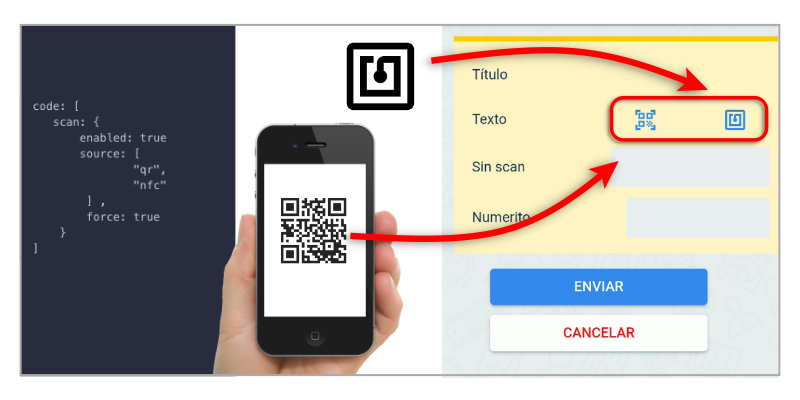 code: [
scan: {
enabled: true
source: [
"qr",
"nfc"
] ,
force: true
}
]
Título
Texto
Sin scan
Numerito
ENVIAR
CANCELAR